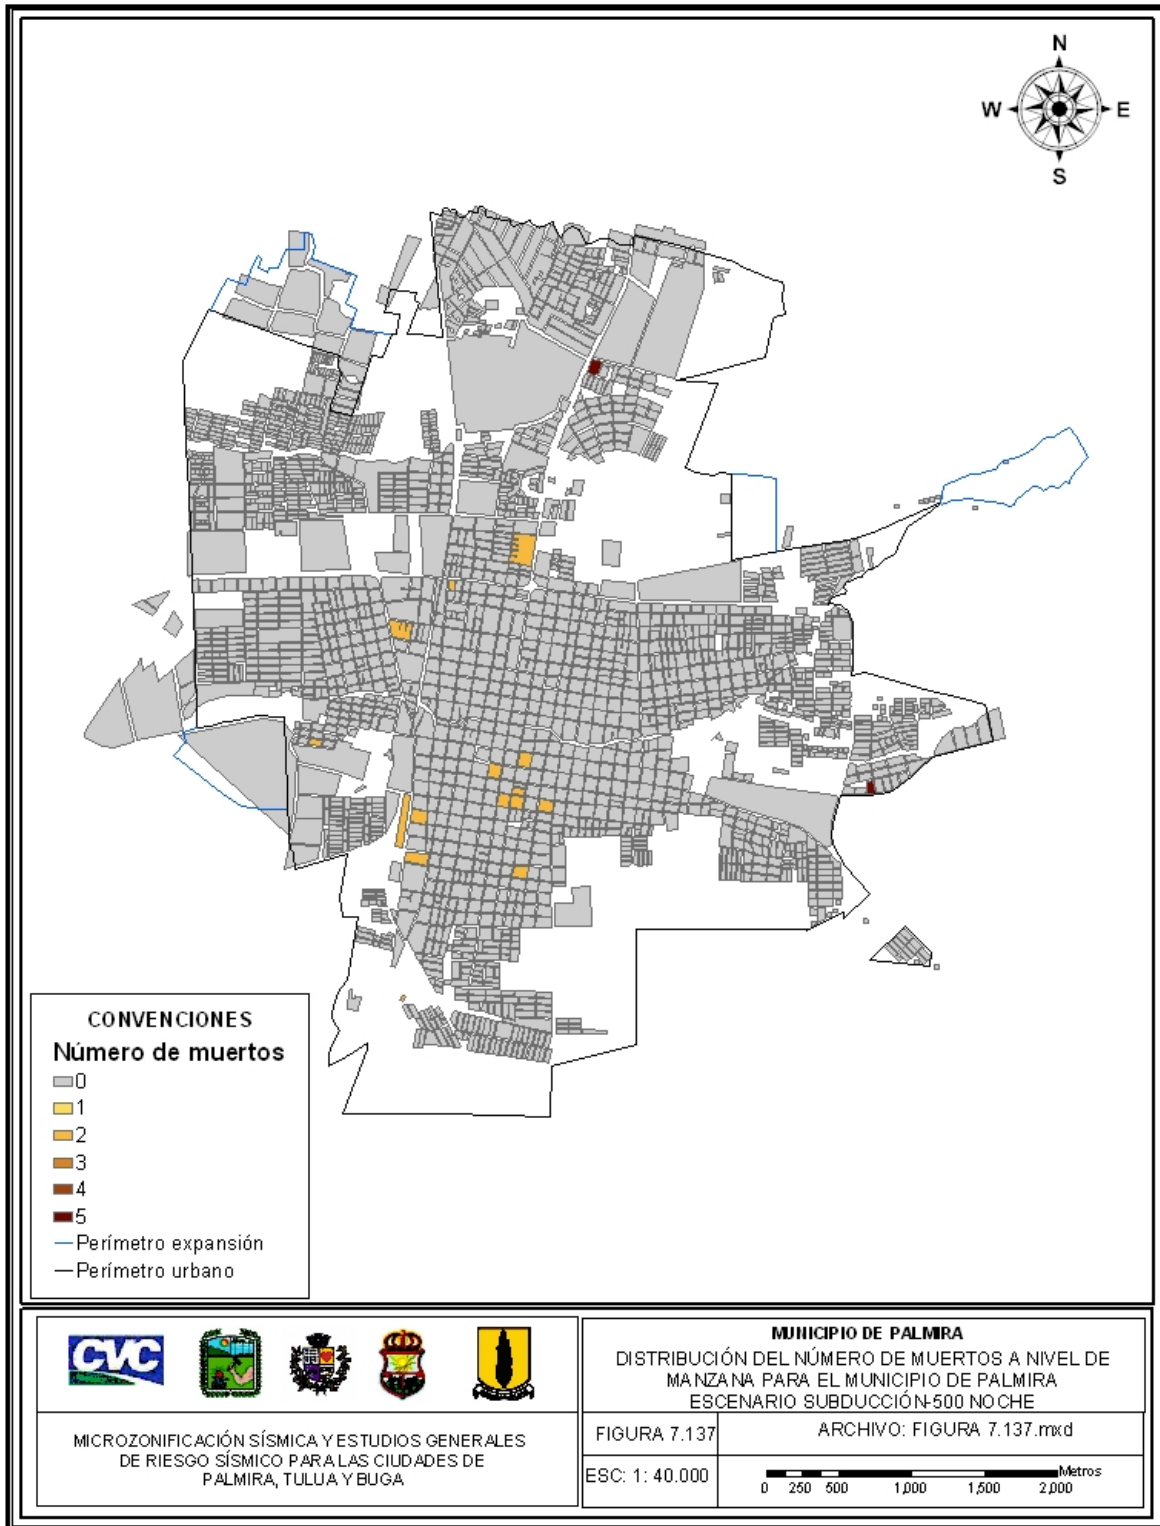 N
W
E
S
CONVENCIONES
Número de muertos
0
1
2
3
4
5
Perímetro expansión
Perímetro urbano
CVC
MICROZONIFICACIÓN SÍSMICA Y ESTUDIOS GENERALES
DE RIESGO SÍSMICO PARA LAS CIUDADES DE
PALMIRA, TULUA Y BUGA
MUNICIPIO DE PALMIRA
DISTRIBUCIÓN DEL NÚMERO DE MUERTOS A NIVEL DE
MANZANA PARA EL MUNICIPIO DE PALMIRA
ESCENARIO SUBDUCCIÓN-500 NOCHE
FIGURA 7.137
ARCHIVO: FIGURA 7.137.mxd
ESC: 1: 40.000
Metros
0 250 500 1,000 1,500 2,000